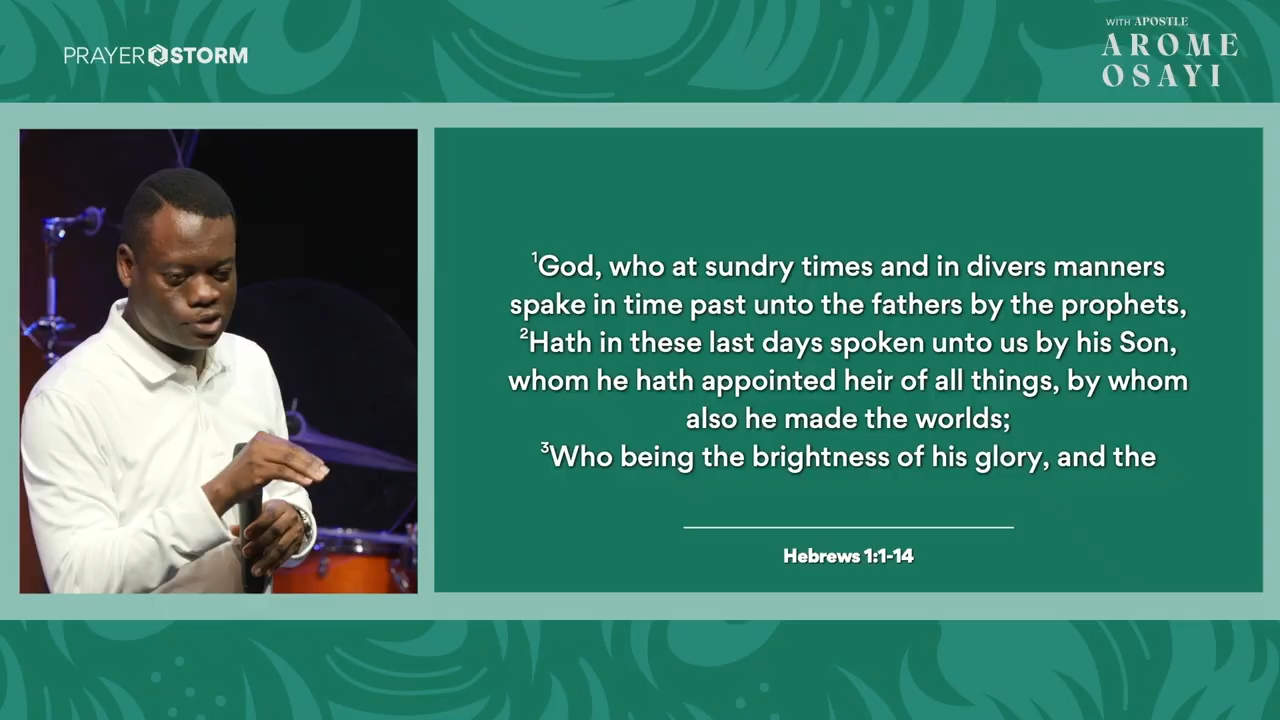 PRAYER STORM
WITH APOSTLE
AROME
OSAYI
¹God, who at sundry times and in divers manners
spake in time past unto the fathers by the prophets,
²Hath in these last days spoken unto us by his Son,
whom he hath appointed heir of all things, by whom
also he made the worlds;
³Who being the brightness of his glory, and the
Hebrews 1:1-14